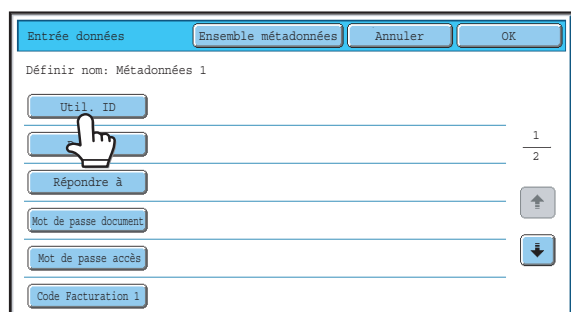 Entrée données Ensemble métadonnées Annuler OK
Définir nom: Métadonnées 1
Util. ID
1
2
Répondre à
Mot de passe document
Mot de passe accès
Code Facturation 1